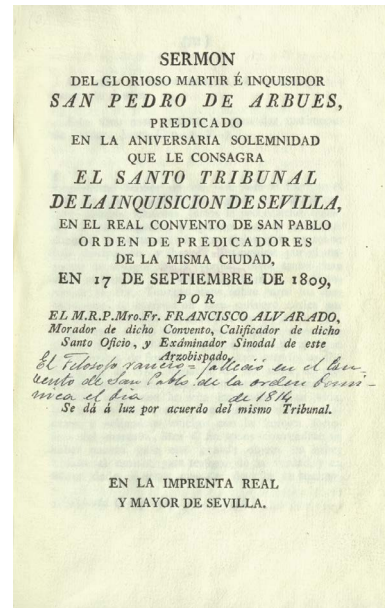 SERMON
DEL GLORIOSO MARTIR É INQUISIDOR
SAN PEDRO DE ARBUES,
PREDICADO
EN LA ANIVERSARIA SOLEMNIDAD
QUE LE CONSAGRA
EL SANTO TRIBUNAL
DE LA INQUISICION DE SEVILLA,
EN EL REAL CONVENTO DE SAN PABLO
ORDEN DE PREDICADORES
DE LA MISMA CIUDAD,
EN 17 DE SEPTIEMBRE DE 1809,
POR
EL M.R.P.Mro.Fr. FRANCISCO ALVARADO,
Morador de dicho Convento, Calificador de dicho
Santo Oficio, y Exâminador Sinodal de este
Arzobispado.
El Filosofo rancio = falleció en el Con-
vento de San Pablo de la orden Domi-
nica el dia de 1814
Se dá á luz por acuerdo del mismo Tribunal.
EN LA IMPRENTA REAL
Y MAYOR DE SEVILLA.